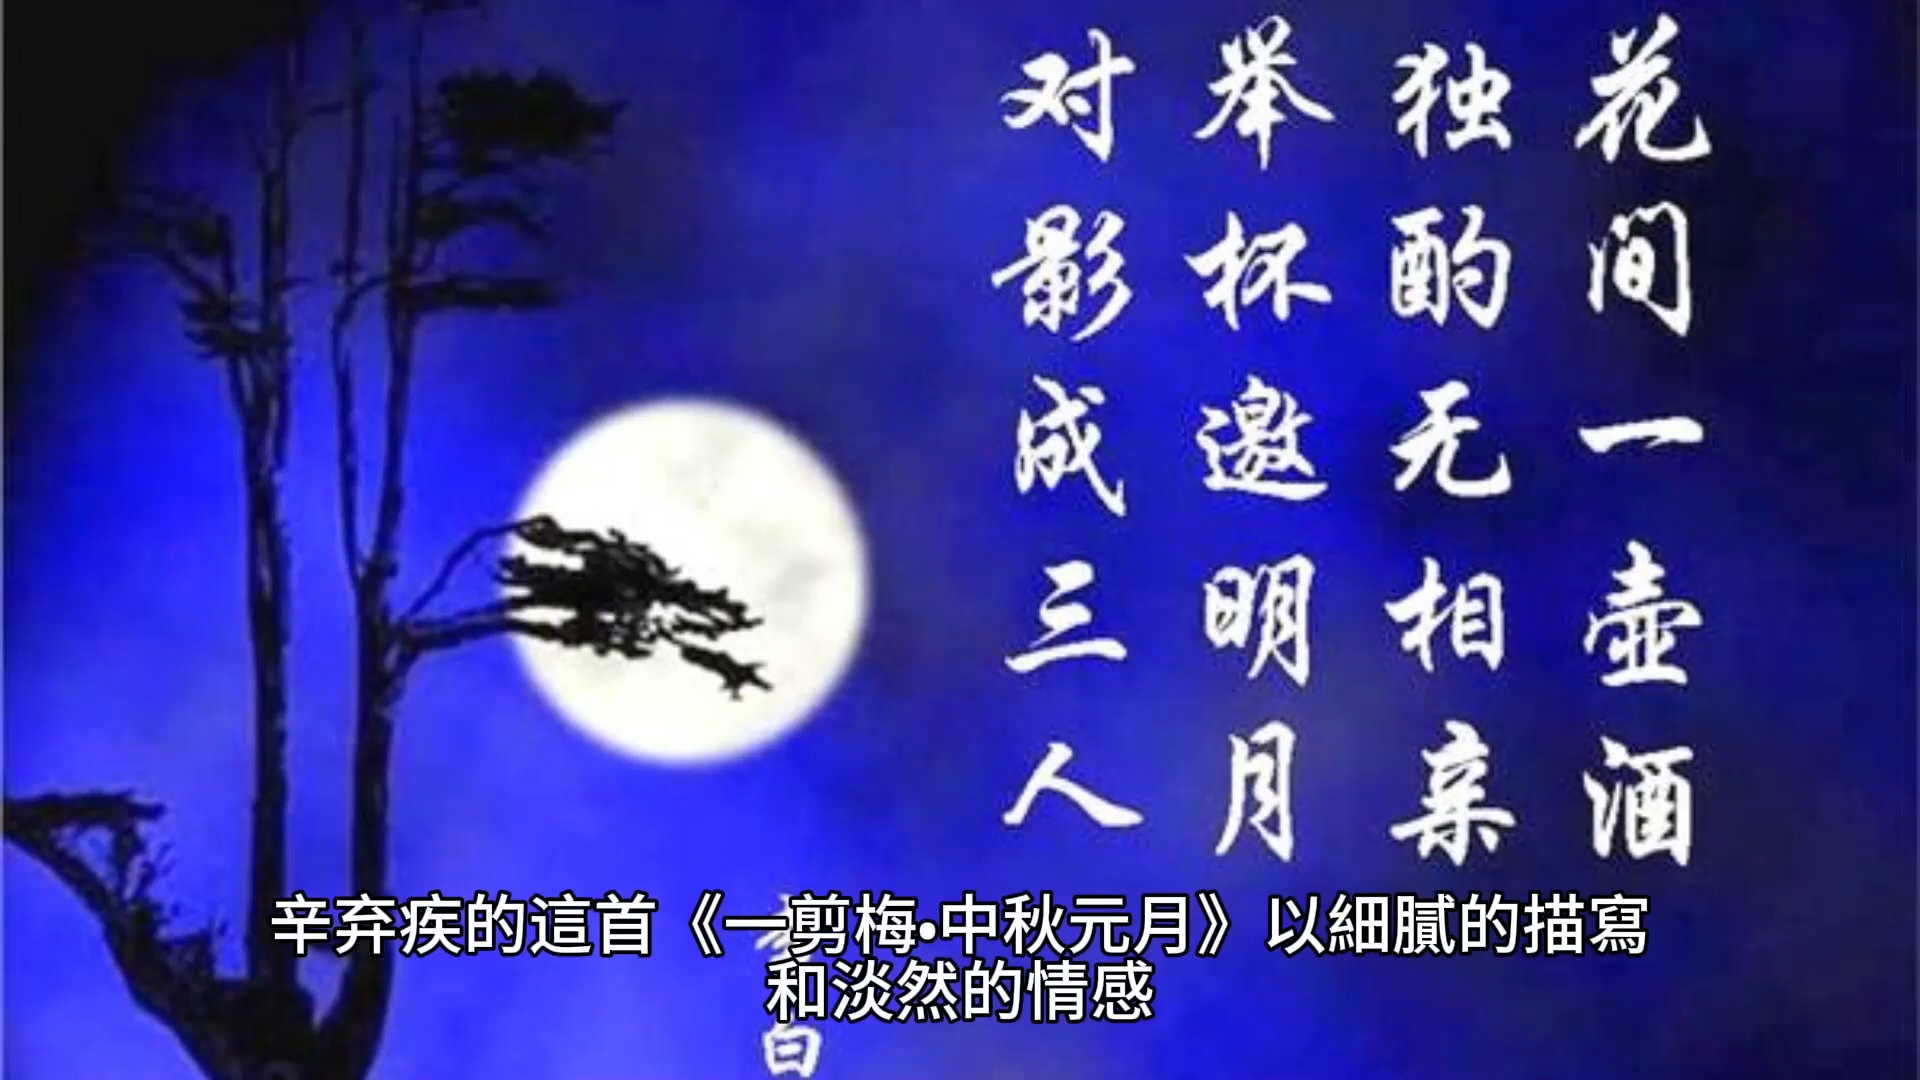 花间一壶酒
独酌无相亲
举杯邀明月
对影成三人
李白
辛弃疾的這首《一剪梅•中秋元月》以細膩的描寫
和淡然的情感